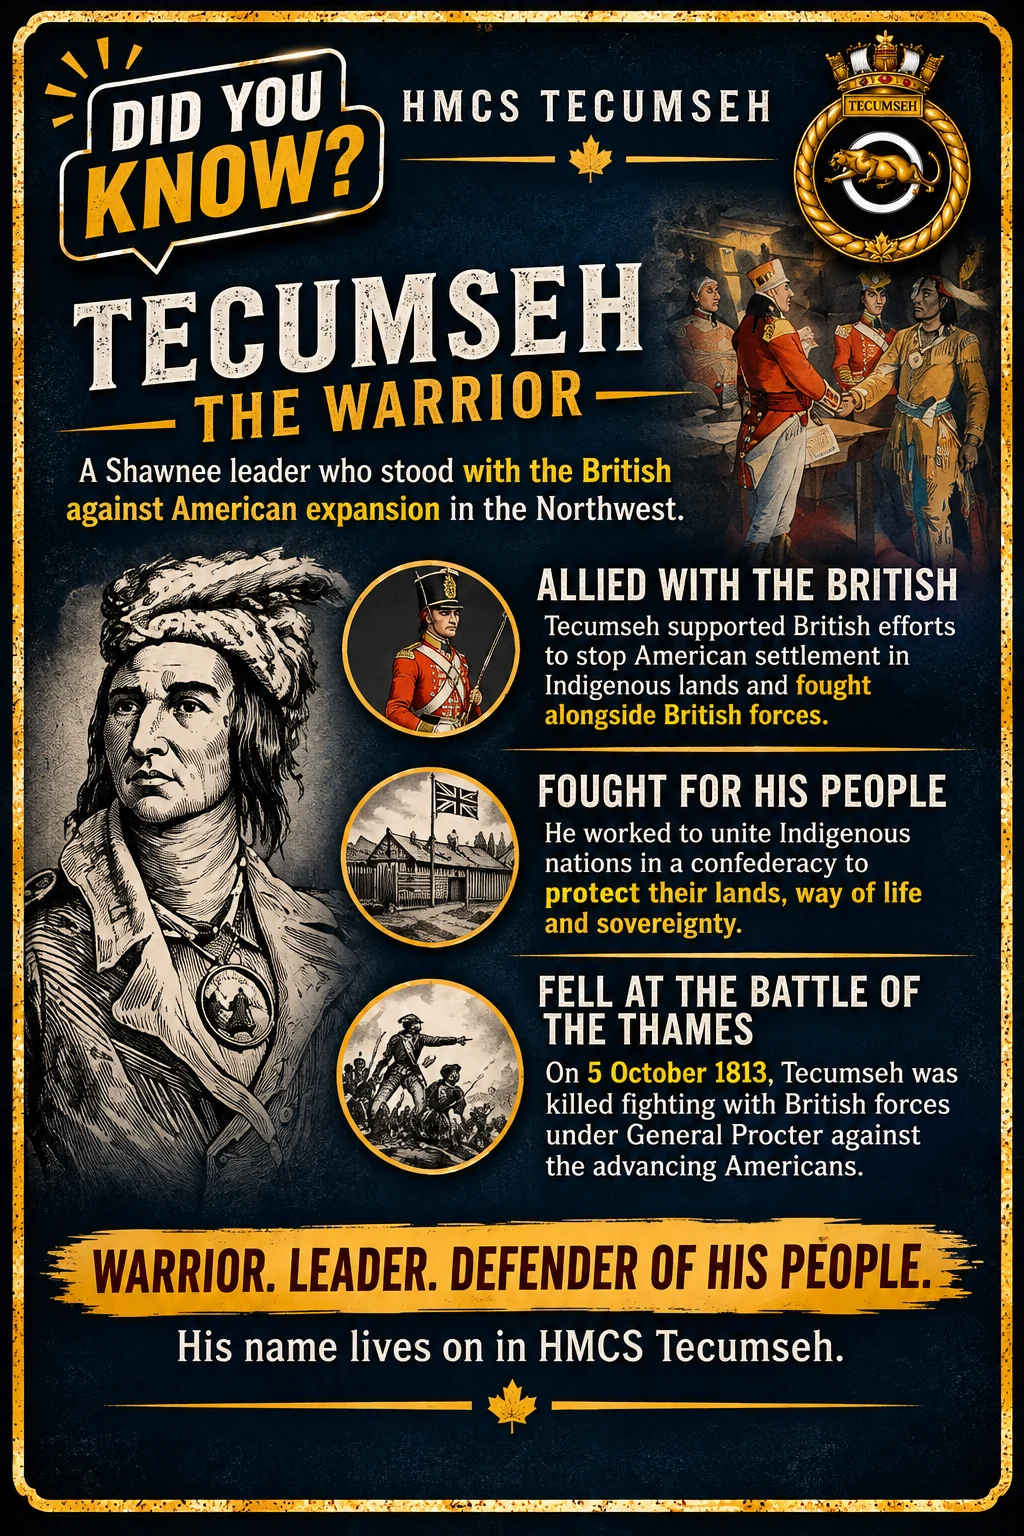 DID YOU
KNOW?
HMCS TECUMSEH
TECUMSEH
TECUMSEH
THE WARRIOR
A Shawnee leader who stood with the British
against American expansion in the Northwest.
ALLIED WITH THE BRITISH
Tecumseh supported British efforts
to stop American settlement in
Indigenous lands and fought
alongside British forces.
FOUGHT FOR HIS PEOPLE
He worked to unite Indigenous
nations in a confederacy to
protect their lands, way of life
and sovereignty.
FELL AT THE BATTLE OF
THE THAMES
On 5 October 1813, Tecumseh was
killed fighting with British forces
under General Procter against
the advancing Americans.
WARRIOR. LEADER. DEFENDER OF HIS PEOPLE.
His name lives on in HMCS Tecumseh.